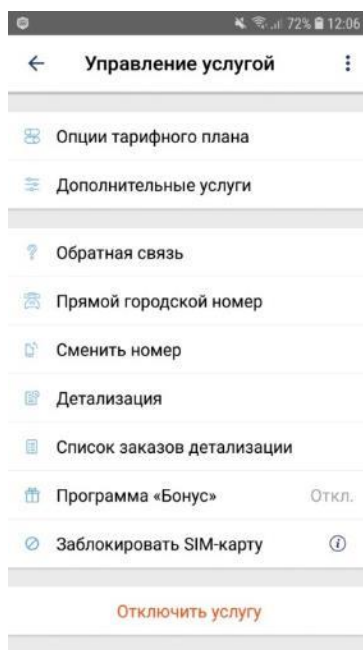 72% 12:06
Управление услугой
Опции тарифного плана
Дополнительные услуги
Обратная связь
Прямой городской номер
Сменить номер
Детализация
Список заказов детализации
Программа «Бонус» Откл.
Заблокировать SIM-карту
Отключить услугу